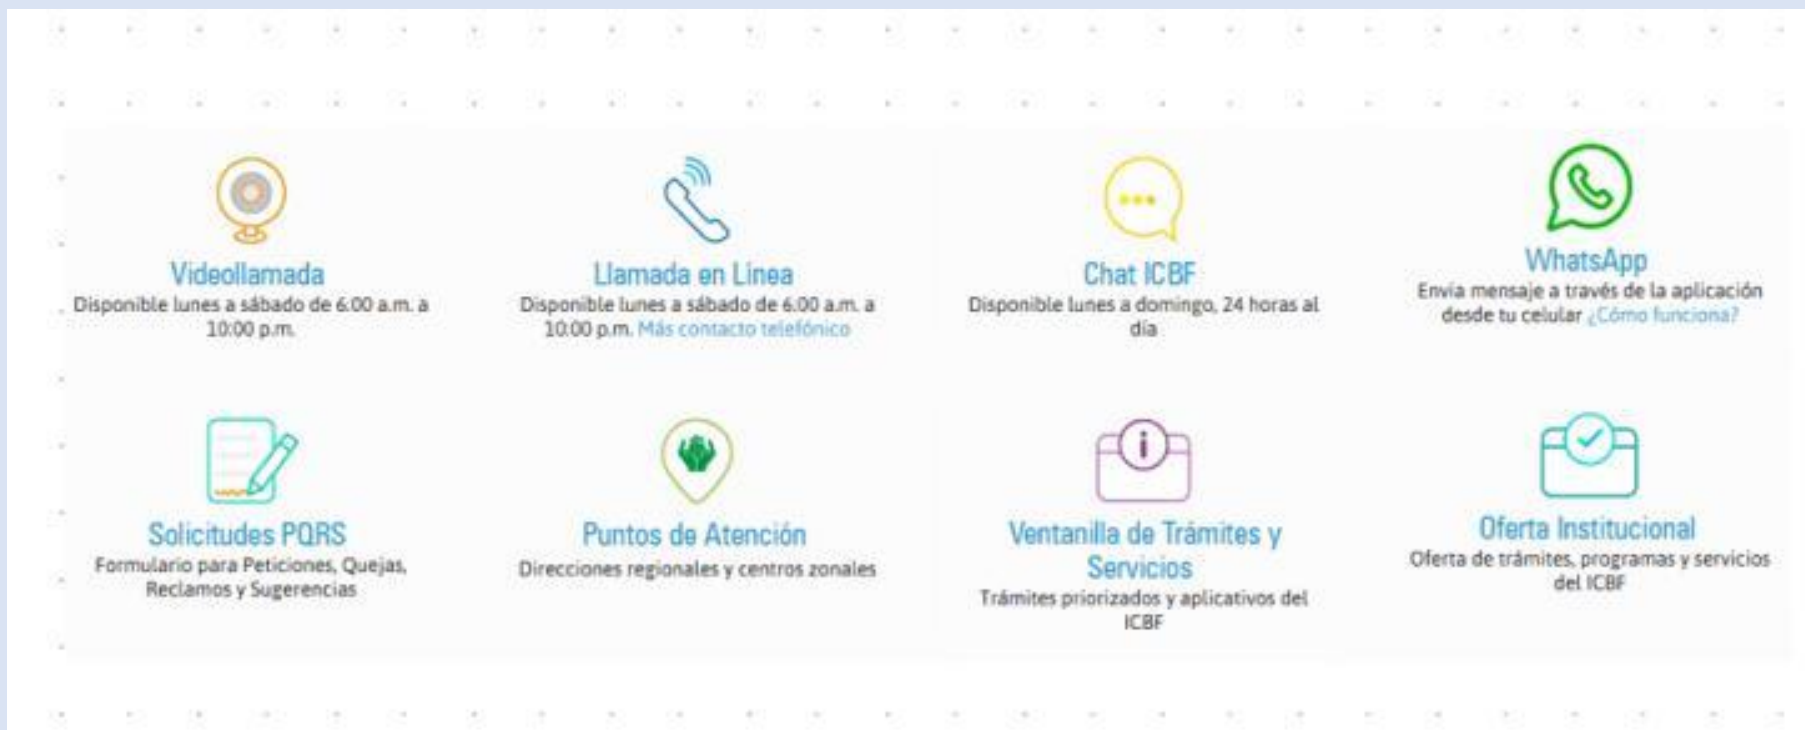 Videollamada
Disponible lunes a sábado de 6:00 a.m. a
10:00 p.m.
Llamada en Línea
Disponible lunes a sábado de 6:00 a.m. a
10:00 p.m. Más contacto telefónico
Chat ICBF
Disponible lunes a domingo, 24 horas al
día
WhatsApp
Envia mensaje a través de la aplicación
desde tu celular ¿Cómo funciona?
Solicitudes PQRS
Formulario para Peticiones, Quejas,
Reclamos y Sugerencias
Puntos de Atención
Direcciones regionales y centros zonales
Ventanilla de Trámites y
Servicios
Trámites priorizados y aplicativos del
ICBF
Oferta Institucional
Oferta de trámites, programas y servicios
del ICBF